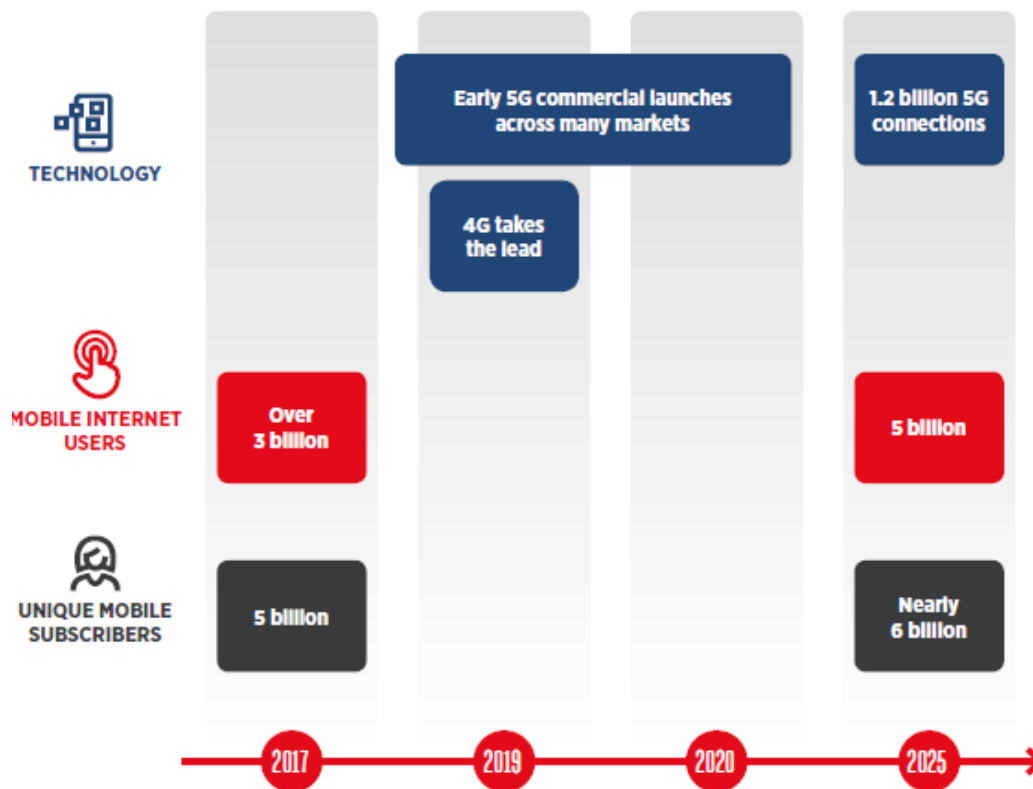 Early 5G commercial launches
across many markets
1.2 billion 5G
connections
TECHNOLOGY
4G takes
the lead
MOBILE INTERNET
USERS
Over
3 billion
5 billion
UNIQUE MOBILE
SUBSCRIBERS
5 billion
Nearly
6 billion
2017
2019
2020
2025